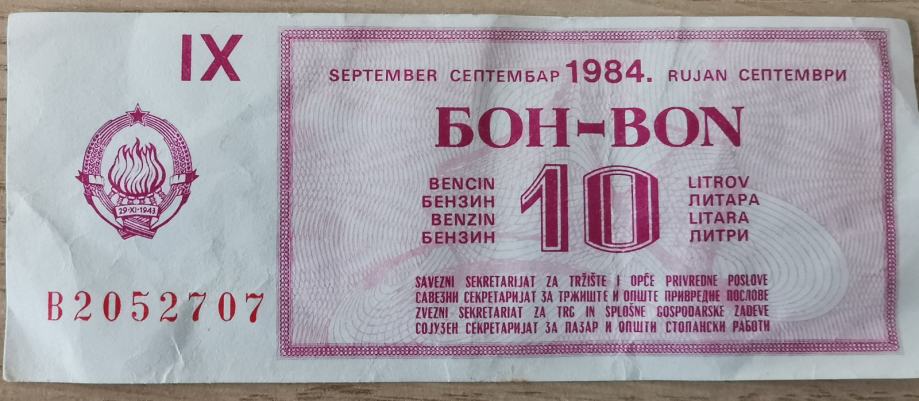 IX
SEPTEMBER СЕПТЕМБАР 1984. RUJAN СЕПТЕМВРИ
БОН-BON
BENCIN 10 LITROV
БЕНЗИН ЛИТАРА
BENZIN LITARA
БЕНЗИН ЛИТРИ
29·XI·1943
B2052707
SAVEZNI SEKRETARIJAT ZA TRŽIŠTE I OPĆE PRIVREDNE POSLOVE
САВЕЗНИ СЕКРЕТАРИЈАТ ЗА ТРЖИШТЕ И ОПШТЕ ПРИВРЕДНЕ ПОСЛОВЕ
ZVEZNI SEKRETARIAT ZA TRG IN SPLOŠNE GOSPODARSKE ZADEVE
СОЈУЗЕН СЕКРЕТАРИЈАТ ЗА ПАЗАР И ОПШТИ СТОПАНСКИ РАБОТИ